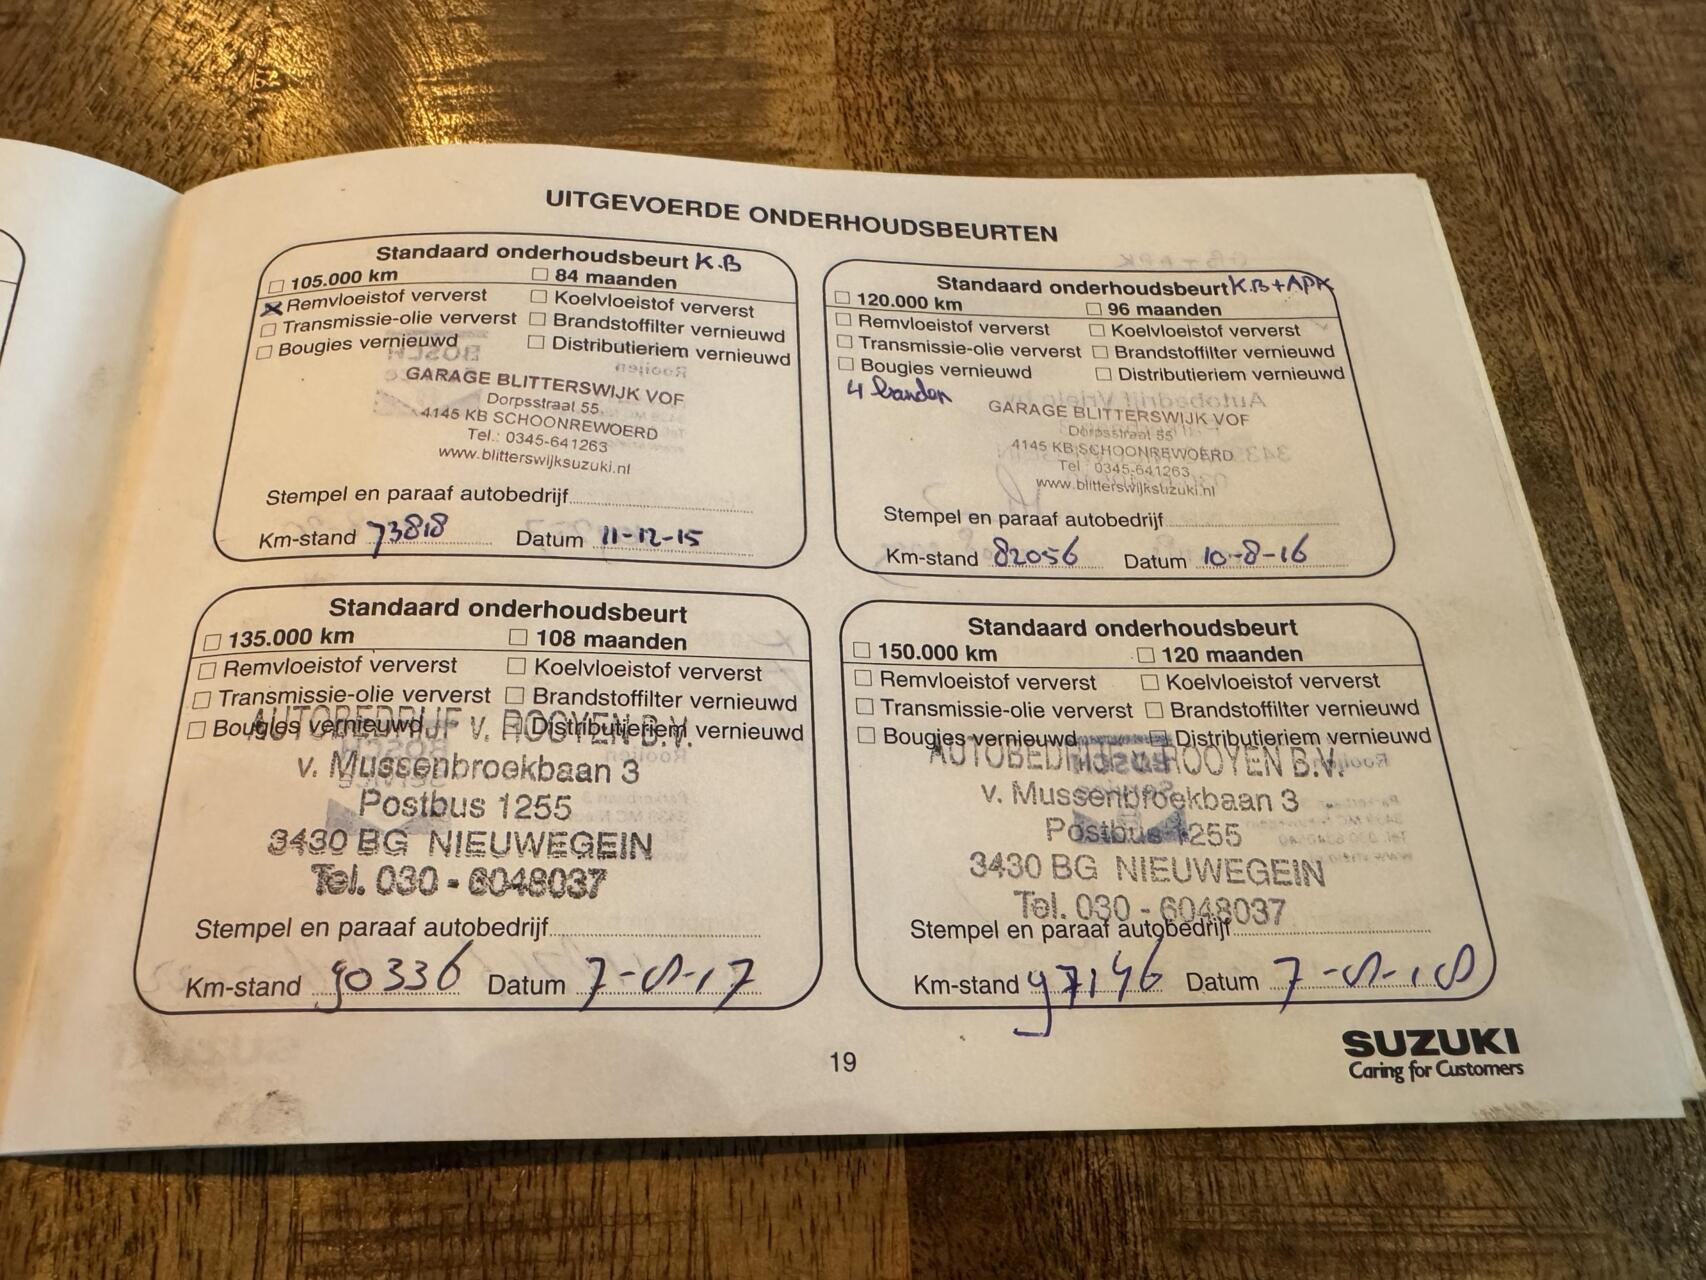 UITGEVOERDE ONDERHOUDSBEURTEN
Standaard onderhoudsbeurt K.B
105.000 km 84 maanden
Remvloeistof ververst Koelvloeistof ververst
Transmissie-olie ververst Brandstoffilter vernieuwd
Bougies vernieuwd Distributieriem vernieuwd
GARAGE BLITTERSWIJK VOF
Dorpsstraat 55
4145 KB SCHOONREWOERD
Tel.: 0345-641263
www.blitterswijksuzuki.nl
Stempel en paraaf autobedrijf
Km-stand 73818 Datum 11-12-15
Standaard onderhoudsbeurt K.B + APK
120.000 km 96 maanden
Remvloeistof ververst Koelvloeistof ververst
Transmissie-olie ververst Brandstoffilter vernieuwd
Bougies vernieuwd Distributieriem vernieuwd
4 banden
GARAGE BLITTERSWIJK VOF
Dorpsstraat 55
4145 KB SCHOONREWOERD
Tel.: 0345-641263
www.blitterswijksuzuki.nl
Stempel en paraaf autobedrijf
Km-stand 82056 Datum 10-8-16
Standaard onderhoudsbeurt
135.000 km 108 maanden
Remvloeistof ververst Koelvloeistof ververst
Transmissie-olie ververst Brandstoffilter vernieuwd
Bougies vernieuwd Distributieriem vernieuwd
AUTOBEDRIJF v. ROOYEN B.V.
v. Mussenbroekbaan 3
Postbus 1255
3430 BG NIEUWEGEIN
Tel. 030 - 6048037
Stempel en paraaf autobedrijf
Km-stand 90336 Datum 7-8-17
Standaard onderhoudsbeurt
150.000 km 120 maanden
Remvloeistof ververst Koelvloeistof ververst
Transmissie-olie ververst Brandstoffilter vernieuwd
Bougies vernieuwd Distributieriem vernieuwd
AUTOBEDRIJF v. ROOYEN B.V.
v. Mussenbroekbaan 3
Postbus 1255
3430 BG NIEUWEGEIN
Tel. 030 - 6048037
Stempel en paraaf autobedrijf
Km-stand 97146 Datum 7-8-18
19
SUZUKI
Caring for Customers